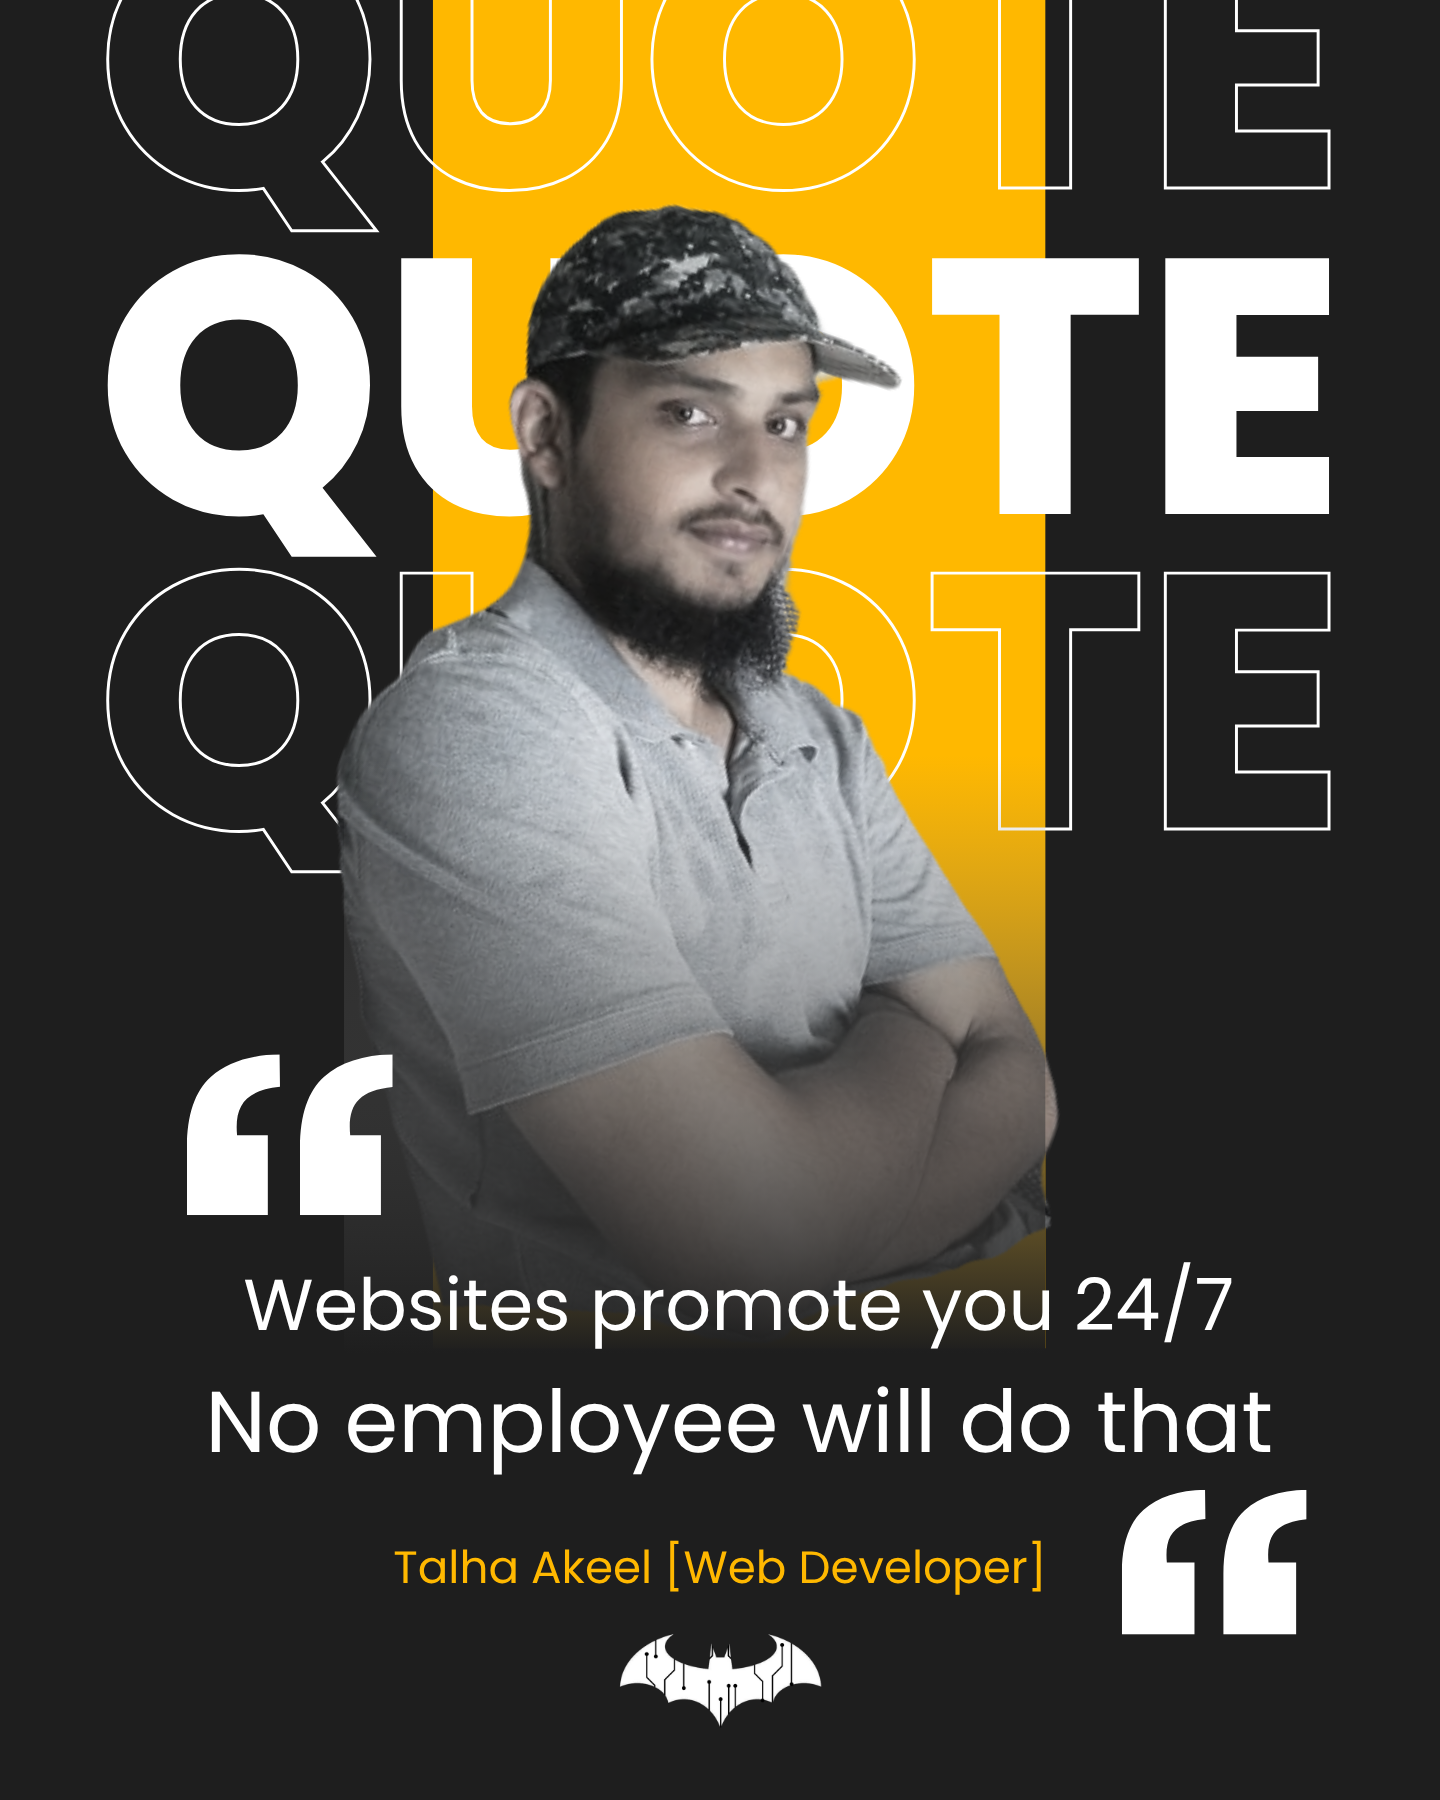 QUOTE
QUOTE
QUOTE
“
Websites promote you 24/7
No employee will do that
“
Talha Akeel [Web Developer]